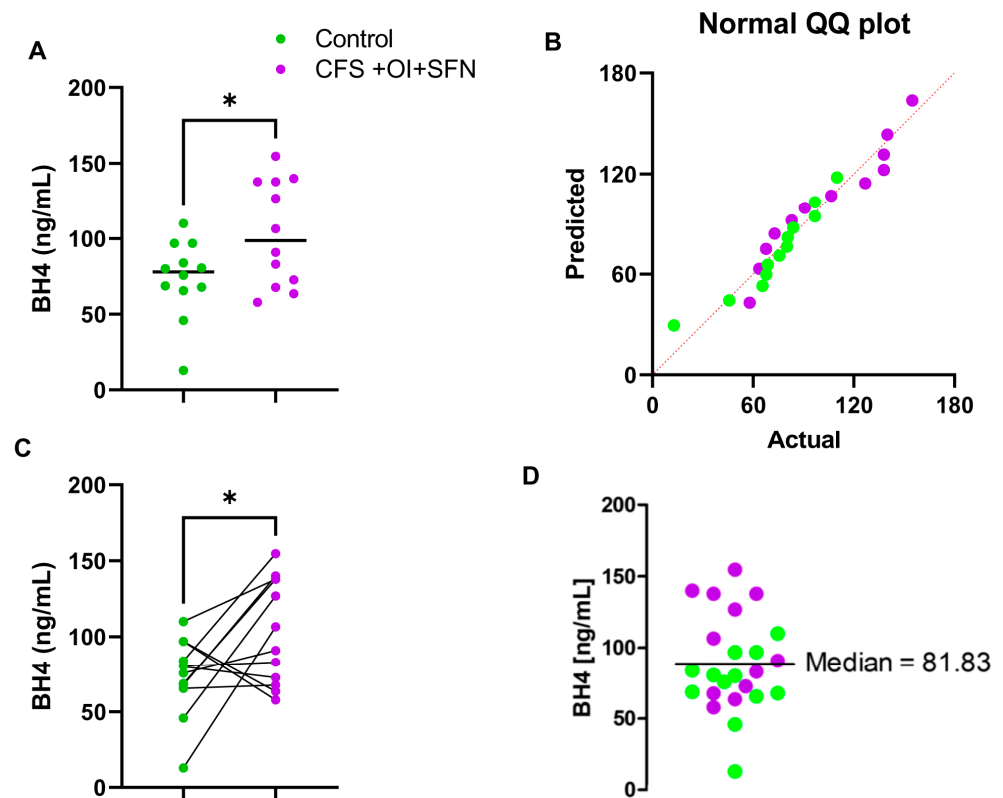 A
Control
CFS +OI+SFN
BH4 (ng/mL)
200
150
100
50
0
*
B
Normal QQ plot
Predicted
180
120
60
0
0 60 120 180
Actual
C
BH4 (ng/mL)
200
150
100
50
0
*
D
BH4 [ng/mL]
200
150
100
50
0
Median = 81.83